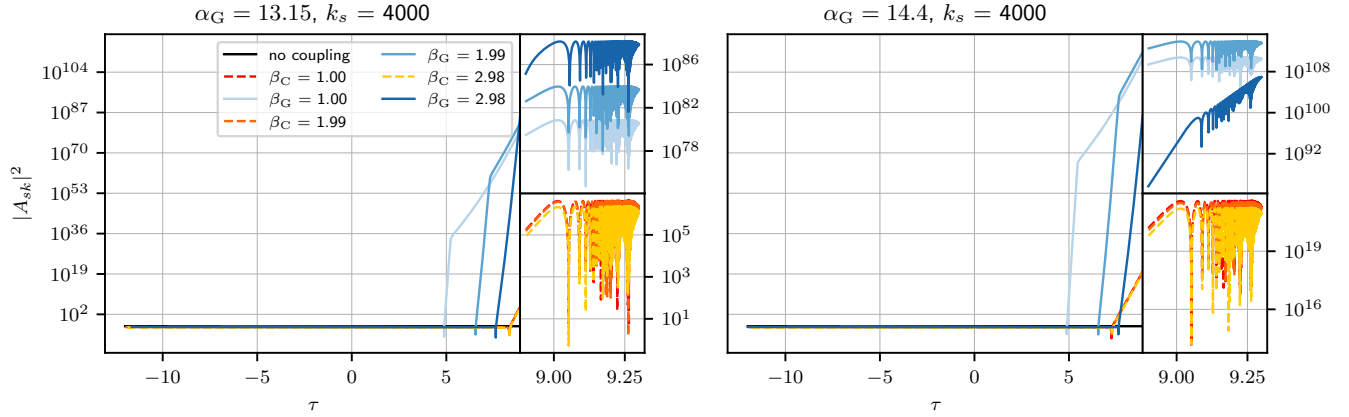 α_G = 13.15, k_s = 4000
α_G = 14.4, k_s = 4000
|A_{sk}|^2
10^{104}
10^{87}
10^{70}
10^{53}
10^{36}
10^{19}
10^{2}
no coupling
β_C = 1.00
β_G = 1.00
β_C = 1.99
β_G = 1.99
β_C = 2.98
β_G = 2.98
10^{86}
10^{82}
10^{78}
10^{5}
10^{3}
10^{1}
10^{108}
10^{100}
10^{92}
10^{19}
10^{16}
−10 −5 0 5 9.00 9.25
−10 −5 0 5 9.00 9.25
τ
τ